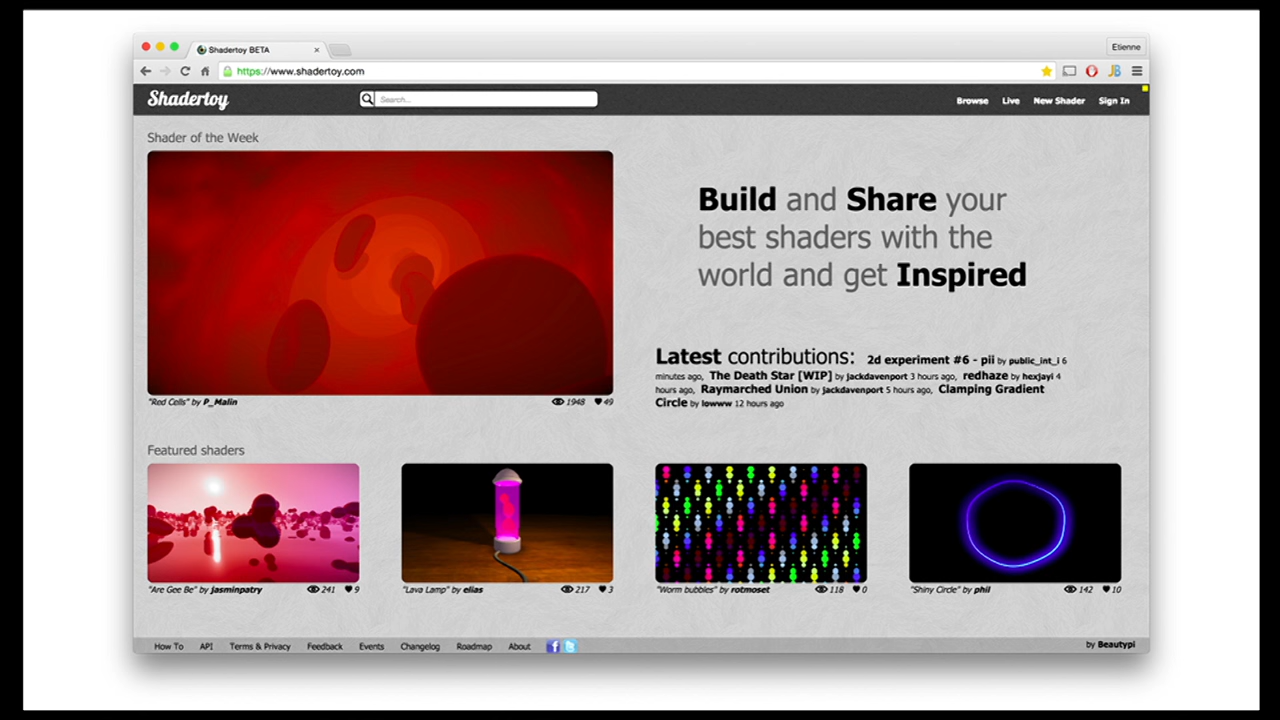 Shadertoy BETA
Etienne
https://www.shadertoy.com
Shadertoy
Search...
Browse Live New Shader Sign In
Shader of the Week
"Red Cells" by P_Malin 1948 49
Build and Share your
best shaders with the
world and get Inspired
Latest contributions: 2d experiment #6 - pii by public_int_i 6
minutes ago, The Death Star [WIP] by jackdavenport 3 hours ago, redhaze by hexjayi 4
hours ago, Raymarched Union by jackdavenport 5 hours ago, Clamping Gradient
Circle by lowww 12 hours ago
Featured shaders
"Are Gee Be" by jasminpatry 241 9
"Lava Lamp" by elias 217 3
"Worm bubbles" by rotmoset 118 0
"Shiny Circle" by phil 142 10
How To API Terms & Privacy Feedback Events Changelog Roadmap About
by Beautypi